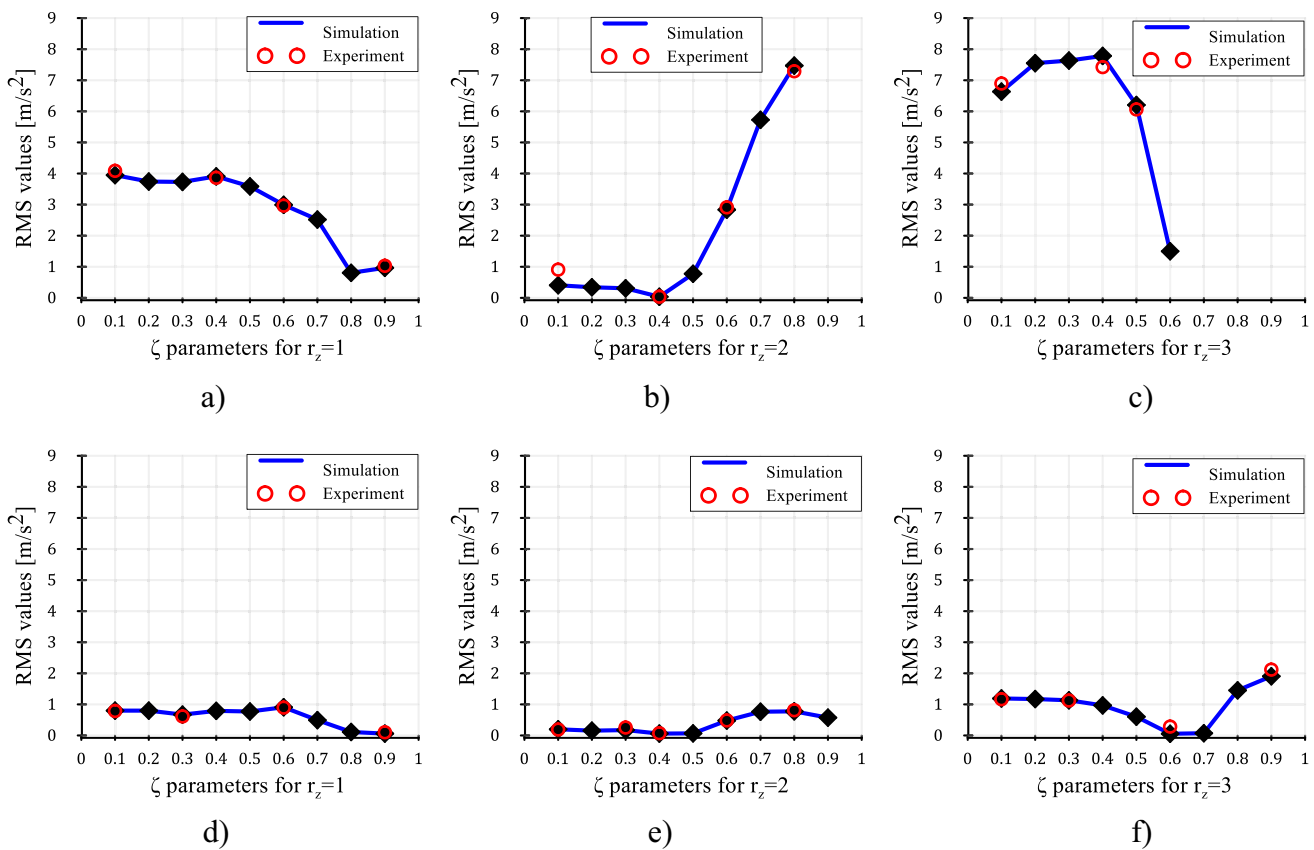 9
8
7
6
5
4
3
2
1
0
RMS values [m/s²]
Simulation
Experiment
0 0.1 0.2 0.3 0.4 0.5 0.6 0.7 0.8 0.9 1
ζ parameters for r_z=1
a)
9
8
7
6
5
4
3
2
1
0
RMS values [m/s²]
Simulation
Experiment
0 0.1 0.2 0.3 0.4 0.5 0.6 0.7 0.8 0.9 1
ζ parameters for r_z=2
b)
9
8
7
6
5
4
3
2
1
0
RMS values [m/s²]
Simulation
Experiment
0 0.1 0.2 0.3 0.4 0.5 0.6 0.7 0.8 0.9 1
ζ parameters for r_z=3
c)
9
8
7
6
5
4
3
2
1
0
RMS values [m/s²]
Simulation
Experiment
0 0.1 0.2 0.3 0.4 0.5 0.6 0.7 0.8 0.9 1
ζ parameters for r_z=1
d)
9
8
7
6
5
4
3
2
1
0
RMS values [m/s²]
Simulation
Experiment
0 0.1 0.2 0.3 0.4 0.5 0.6 0.7 0.8 0.9 1
ζ parameters for r_z=2
e)
9
8
7
6
5
4
3
2
1
0
RMS values [m/s²]
Simulation
Experiment
0 0.1 0.2 0.3 0.4 0.5 0.6 0.7 0.8 0.9 1
ζ parameters for r_z=3
f)